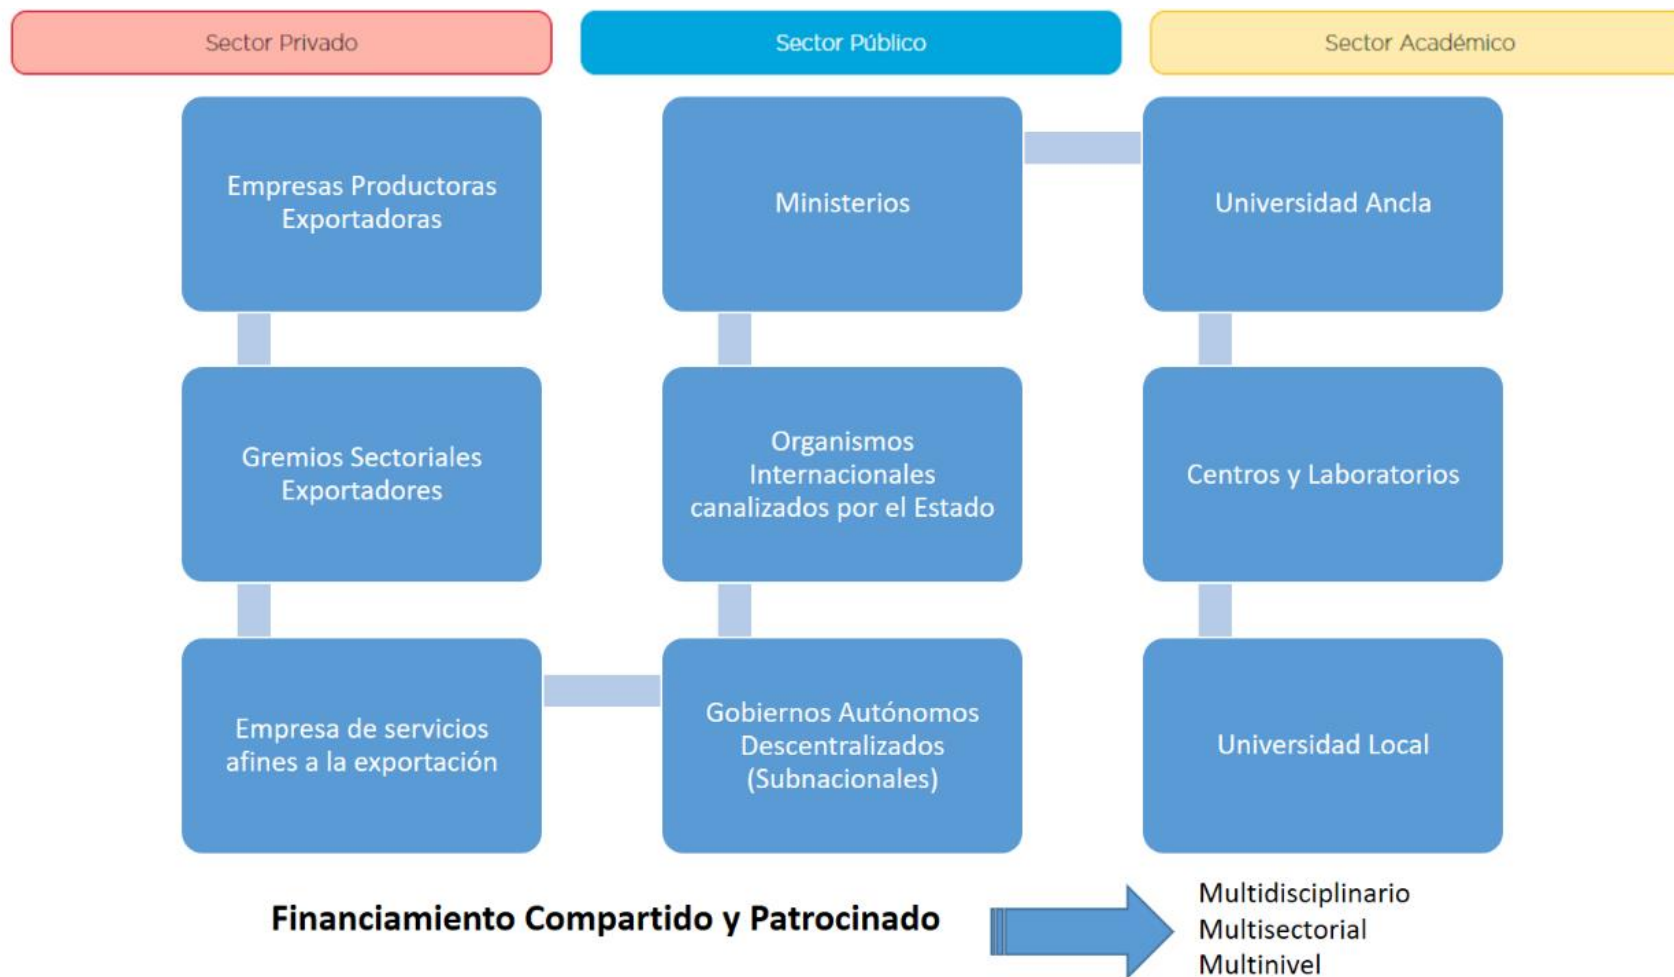 Sector Privado
Sector Público
Sector Académico
Empresas Productoras
Exportadoras
Ministerios
Universidad Ancla
Gremios Sectoriales
Exportadores
Organismos
Internacionales
canalizados por el Estado
Centros y Laboratorios
Empresa de servicios
afines a la exportación
Gobiernos Autónomos
Descentralizados
(Subnacionales)
Universidad Local
Financiamiento Compartido y Patrocinado
Multidisciplinario
Multisectorial
Multinivel